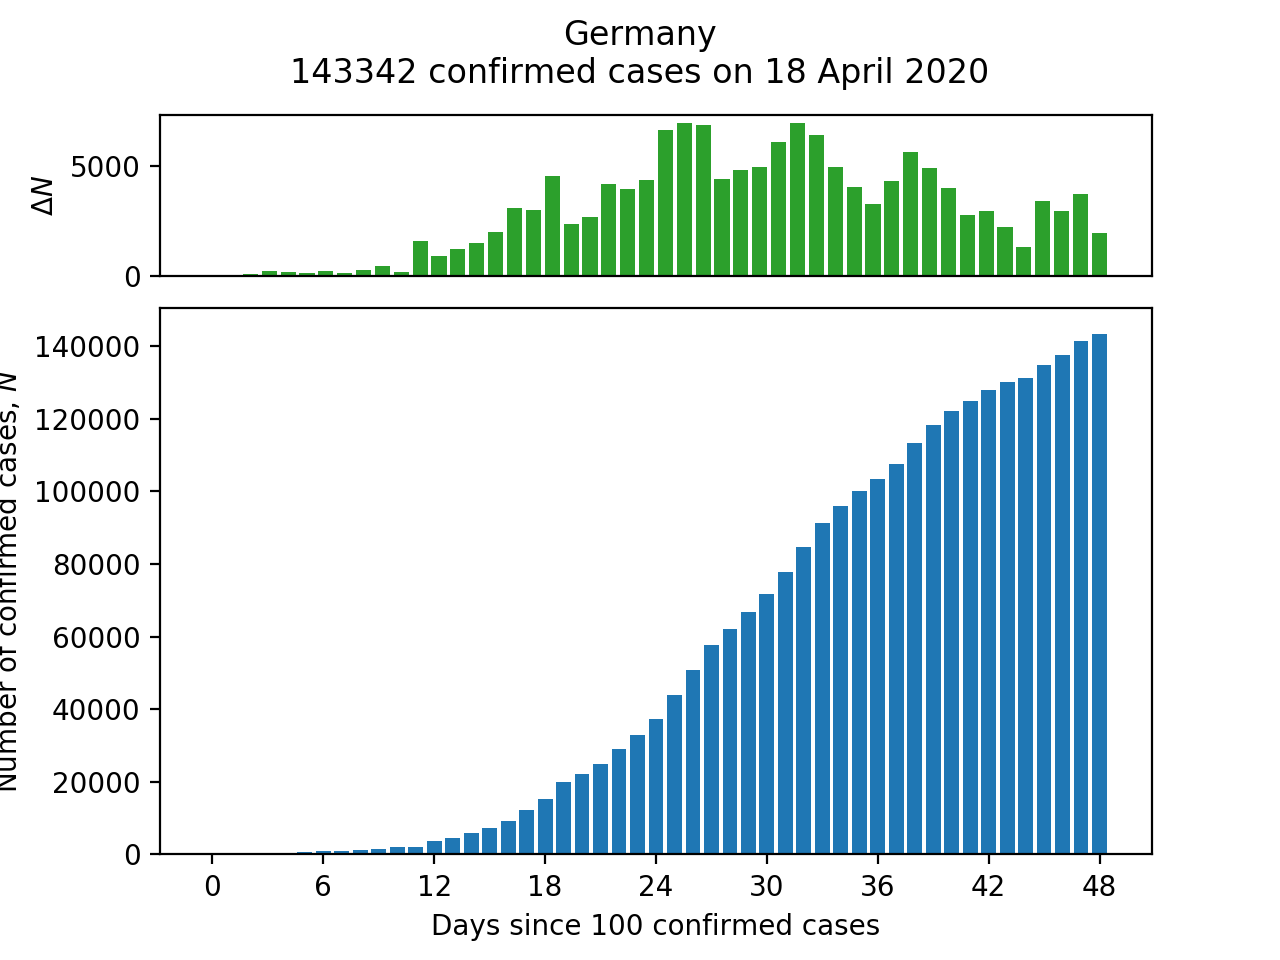 Germany
143342 confirmed cases on 18 April 2020
ΔN
5000
0
Number of confirmed cases, N
140000
120000
100000
80000
60000
40000
20000
0
0 6 12 18 24 30 36 42 48
Days since 100 confirmed cases